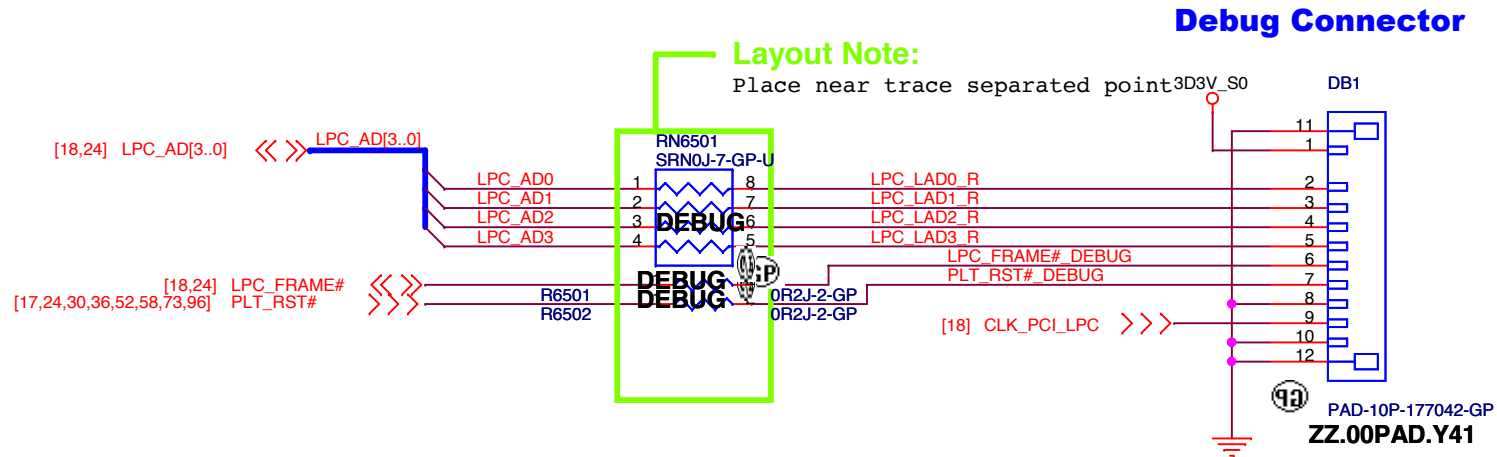 Debug Connector
Layout Note:
Place near trace separated point
3D3V_S0
DB1
RN6501
SRN0J-7-GP-U
[18,24] LPC_AD[3..0]
LPC_AD[3..0]
11
1
LPC_AD0 1 8 LPC_LAD0_R 2
LPC_AD1 2 7 LPC_LAD1_R 3
LPC_AD2 3 DEBUG 6 LPC_LAD2_R 4
LPC_AD3 4 5 LPC_LAD3_R 5
LPC_FRAME#_DEBUG 6
[18,24] LPC_FRAME# DEBUG
PLT_RST#_DEBUG 7
R6501 0R2J-2-GP
[17,24,30,36,52,58,73,96] PLT_RST# DEBUG
8
R6502 0R2J-2-GP
[18] CLK_PCI_LPC 9
10
12
GP
GP
PAD-10P-177042-GP
ZZ.00PAD.Y41